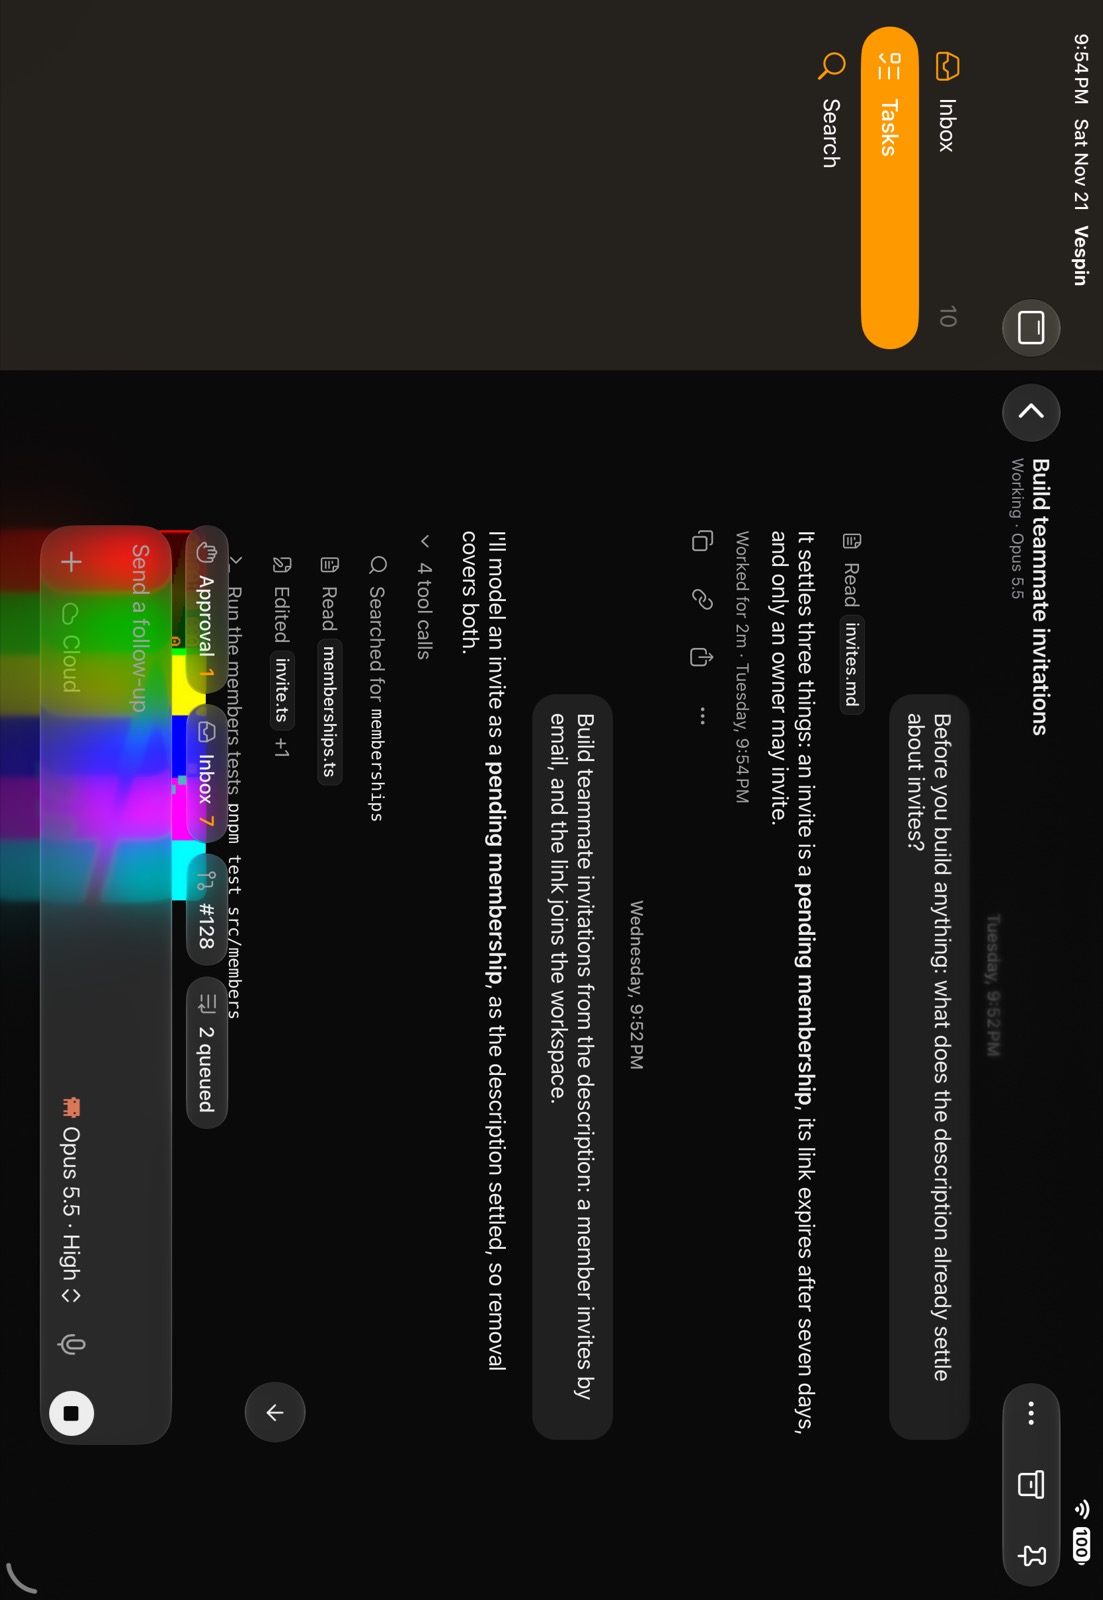 9:54 PM Sat Nov 21 Vespin
100
Inbox 10
Tasks
Search
Build teammate invitations
Working · Opus 5.5
Tuesday, 9:52 PM
Before you build anything: what does the description already settle
about invites?
Read invites.md
It settles three things: an invite is a pending membership, its link expires after seven days,
and only an owner may invite.
Worked for 2m · Tuesday, 9:54 PM
Wednesday, 9:52 PM
Build teammate invitations from the description: a member invites by
email, and the link joins the workspace.
I'll model an invite as a pending membership, as the description settled, so removal
covers both.
4 tool calls
Searched for memberships
Read memberships.ts
Edited invite.ts +1
Run the members tests pnpm test src/members
Approval 1
Inbox 7
#128
2 queued
Send a follow-up
Cloud
Opus 5.5 · High